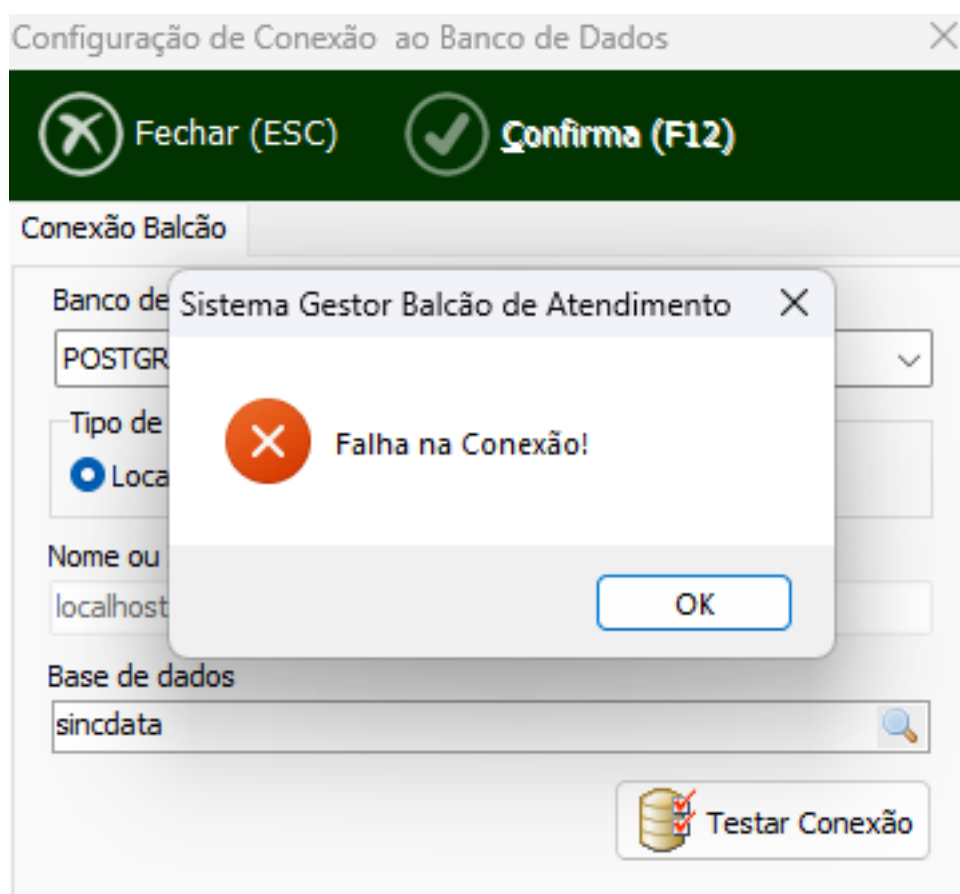 Configuração de Conexão ao Banco de Dados
Fechar (ESC)
Confirma (F12)
Conexão Balcão
Banco de
Sistema Gestor Balcão de Atendimento
POSTGR
Tipo de
Falha na Conexão!
Loca
Nome ou
localhost
OK
Base de dados
sincdata
Testar Conexão